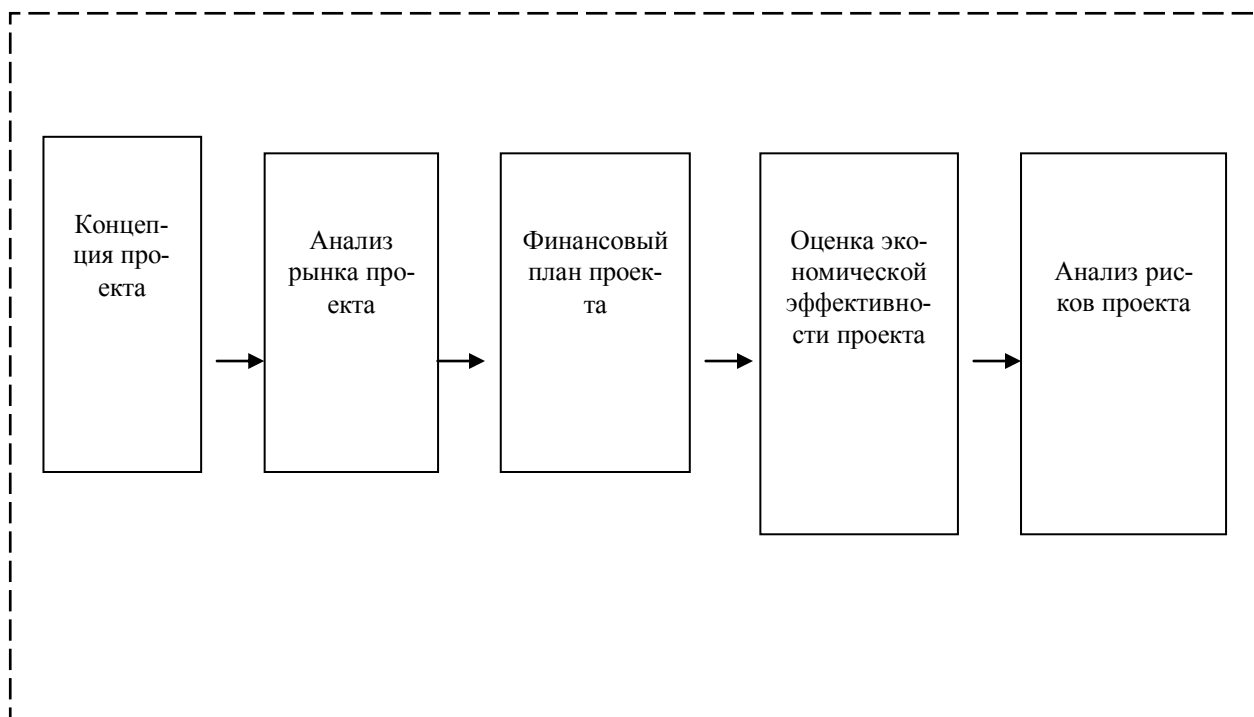 Концеп-
ция про-
екта
Анализ
рынка про-
екта
Финансовый
план проек-
та
Оценка эко-
номической
эффективно-
сти проекта
Анализ рис-
ков проекта